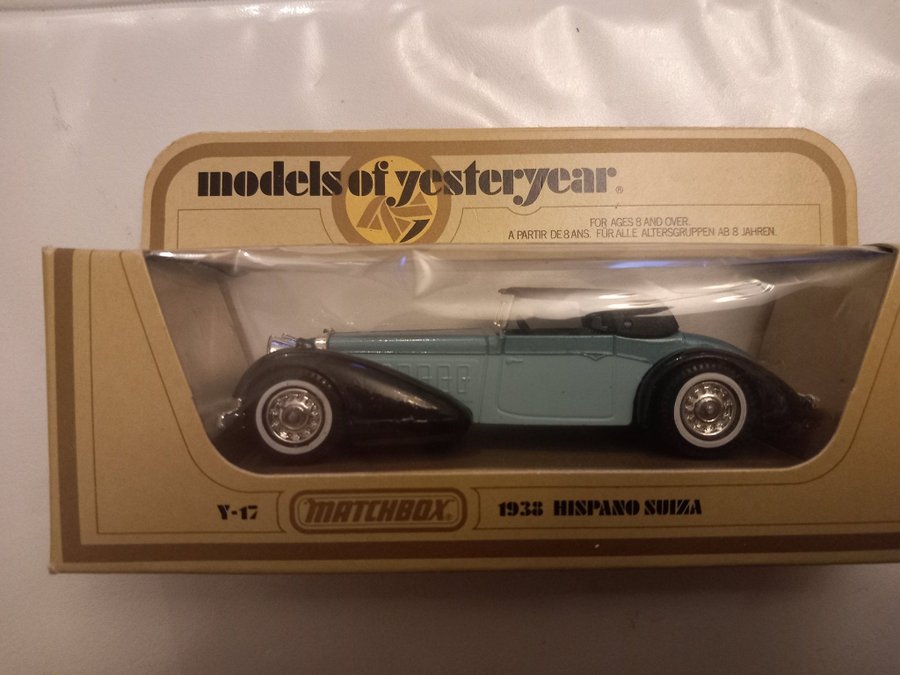 models of yesteryear®
FOR AGES 8 AND OVER.
A PARTIR DE 8 ANS. FÜR ALLE ALTERSGRUPPEN AB 8 JAHREN.
Y-17 MATCHBOX 1938 HISPANO SUIZA